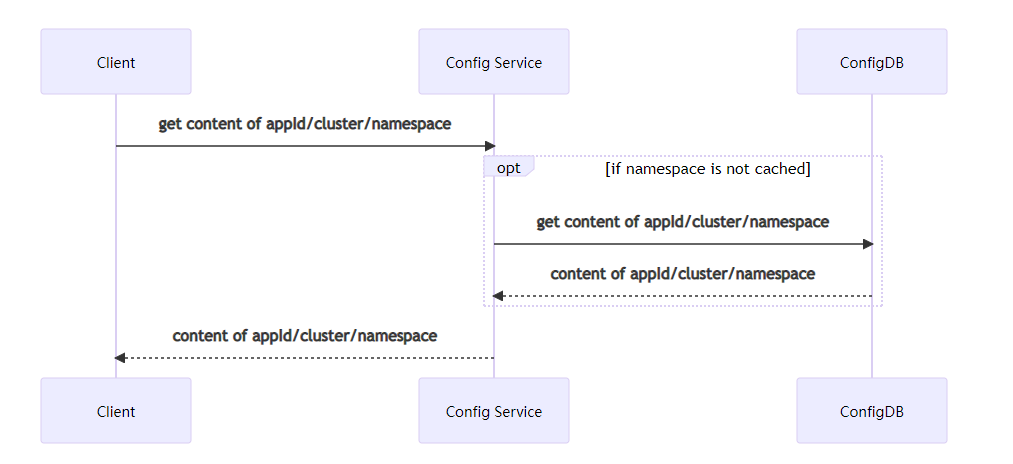 Client
Config Service
ConfigDB
get content of appId/cluster/namespace
opt
[if namespace is not cached]
get content of appId/cluster/namespace
content of appId/cluster/namespace
content of appId/cluster/namespace
Client
Config Service
ConfigDB